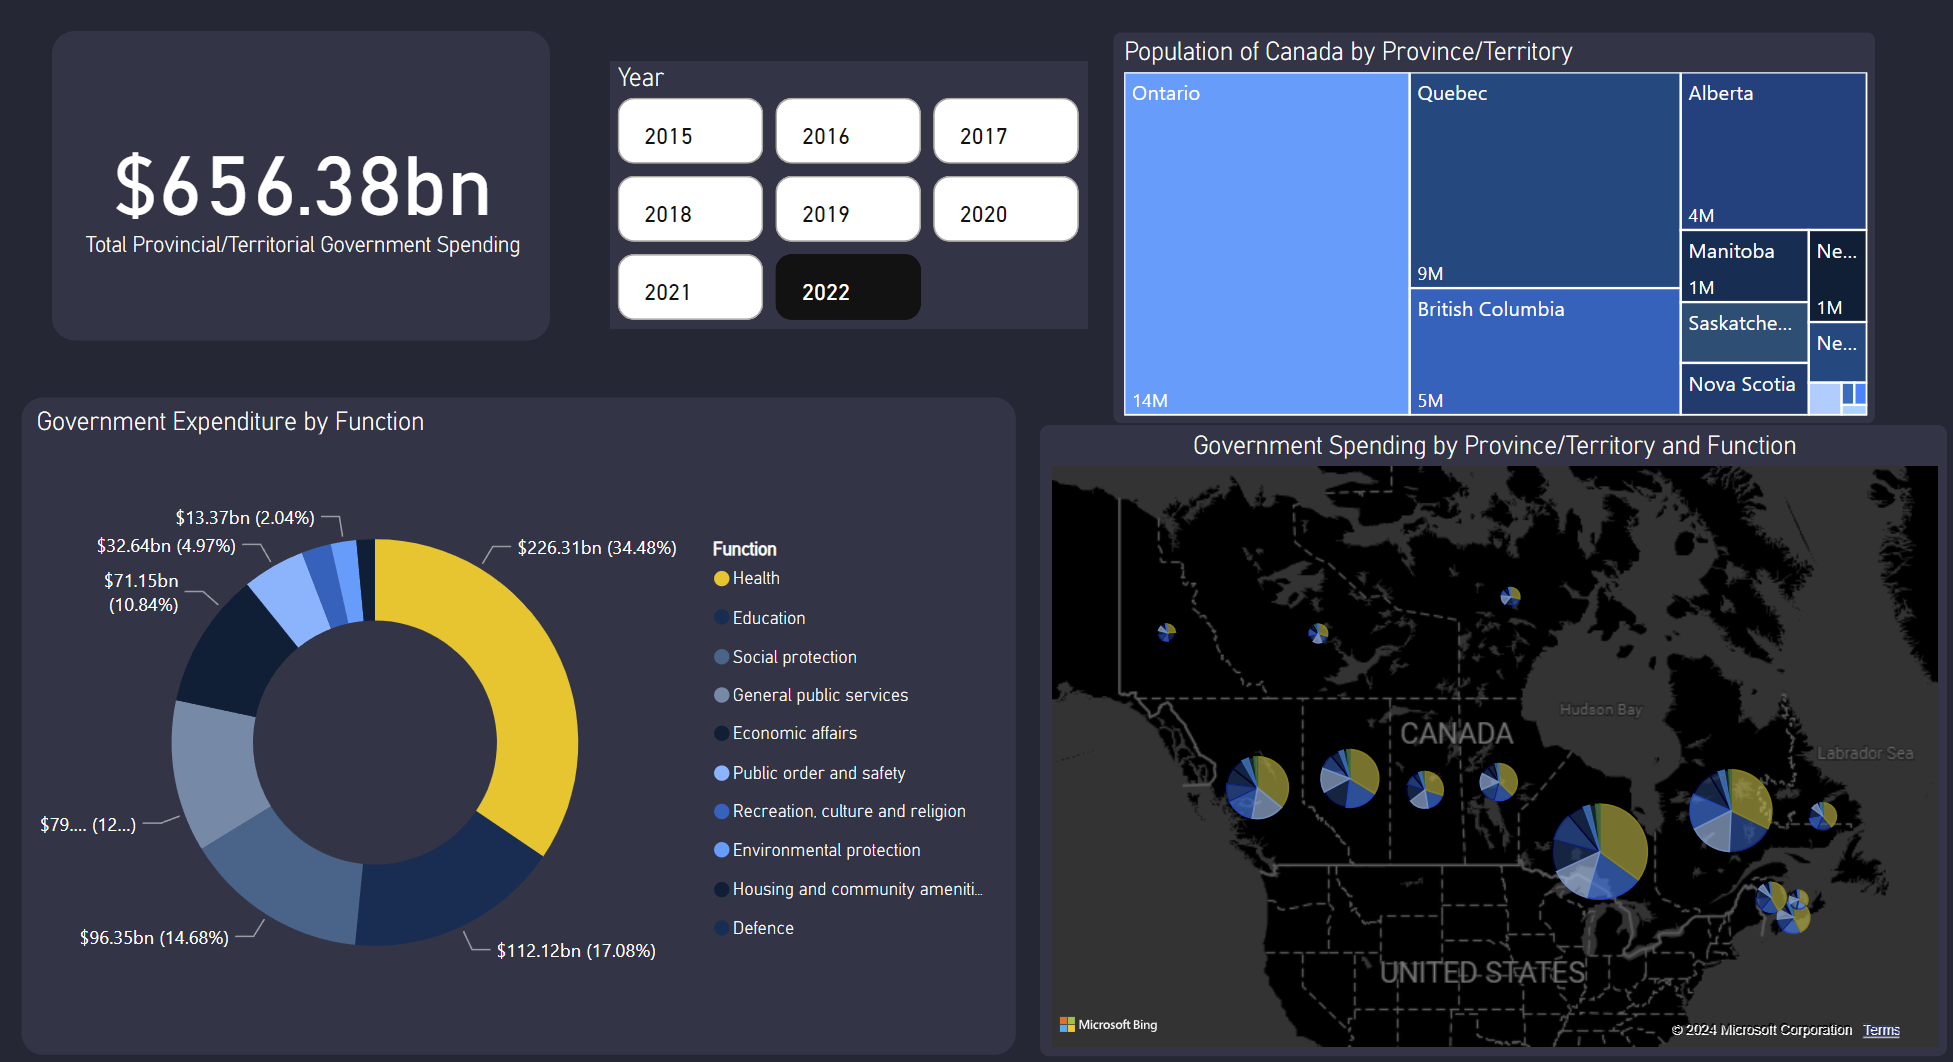 $656.38bn
Total Provincial/Territorial Government Spending
Year
2015
2016
2017
2018
2019
2020
2021
2022
Population of Canada by Province/Territory
Ontario
14M
Quebec
9M
British Columbia
5M
Alberta
4M
Manitoba
1M
Saskatche...
Nova Scotia
Ne...
1M
Ne...
Government Expenditure by Function
$13.37bn (2.04%)
$32.64bn (4.97%)
$71.15bn
(10.84%)
$79.... (12...)
$96.35bn (14.68%)
$226.31bn (34.48%)
$112.12bn (17.08%)
Function
Health
Education
Social protection
General public services
Economic affairs
Public order and safety
Recreation, culture and religion
Environmental protection
Housing and community ameniti...
Defence
Government Spending by Province/Territory and Function
CANADA
Hudson Bay
Labrador Sea
UNITED STATES
Microsoft Bing
© 2024 Microsoft Corporation Terms